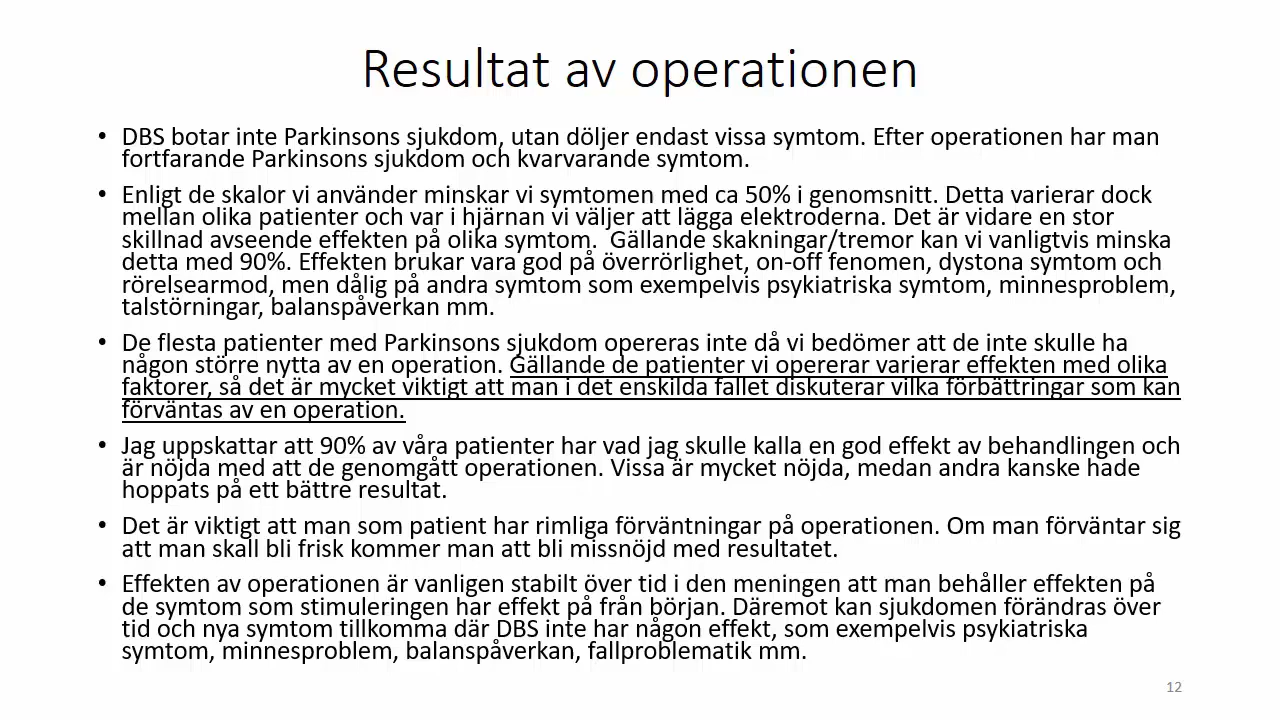 Resultat av operationen
• DBS botar inte Parkinsons sjukdom, utan döljer endast vissa symtom. Efter operationen har man
fortfarande Parkinsons sjukdom och kvarvarande symtom.
• Enligt de skalor vi använder minskar vi symtomen med ca 50% i genomsnitt. Detta varierar dock
mellan olika patienter och var i hjärnan vi väljer att lägga elektroderna. Det är vidare en stor
skillnad avseende effekten på olika symtom.  Gällande skakningar/tremor kan vi vanligtvis minska
detta med 90%. Effekten brukar vara god på överrörlighet, on-off fenomen, dystona symtom och
rörelsearmod, men dålig på andra symtom som exempelvis psykiatriska symtom, minnesproblem,
talstörningar, balanspåverkan mm.
• De flesta patienter med Parkinsons sjukdom opereras inte då vi bedömer att de inte skulle ha
någon större nytta av en operation. Gällande de patienter vi opererar varierar effekten med olika
faktorer, så det är mycket viktigt att man i det enskilda fallet diskuterar vilka förbättringar som kan
förväntas av en operation.
• Jag uppskattar att 90% av våra patienter har vad jag skulle kalla en god effekt av behandlingen och
är nöjda med att de genomgått operationen. Vissa är mycket nöjda, medan andra kanske hade
hoppats på ett bättre resultat.
• Det är viktigt att man som patient har rimliga förväntningar på operationen. Om man förväntar sig
att man skall bli frisk kommer man att bli missnöjd med resultatet.
• Effekten av operationen är vanligen stabilt över tid i den meningen att man behåller effekten på
de symtom som stimuleringen har effekt på från början. Däremot kan sjukdomen förändras över
tid och nya symtom tillkomma där DBS inte har någon effekt, som exempelvis psykiatriska
symtom, minnesproblem, balanspåverkan, fallproblematik mm.
12